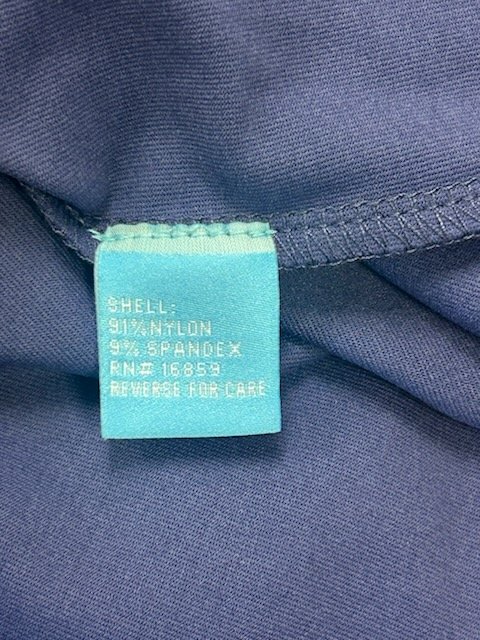 SHELL:
91% NYLON
9% SPANDEX
RN# 16859
REVERSE FOR CARE